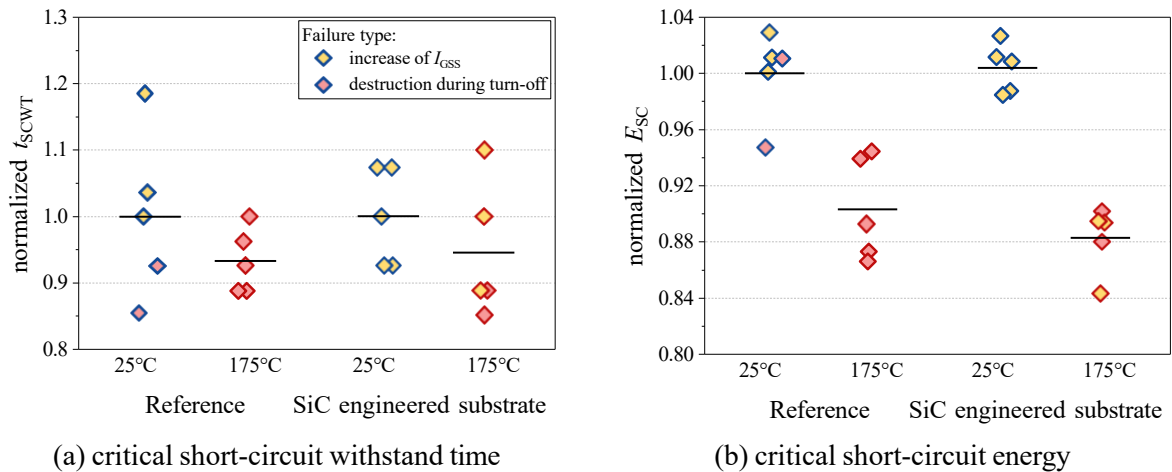 1.3
1.2
1.1
1.0
0.9
0.8
normalized tSCWT
Failure type:
increase of IGSS
destruction during turn-off
25°C
175°C
25°C
175°C
Reference
SiC engineered substrate
(a) critical short-circuit withstand time
1.04
1.00
0.96
0.92
0.88
0.84
0.80
normalized ESC
25°C
175°C
25°C
175°C
Reference
SiC engineered substrate
(b) critical short-circuit energy